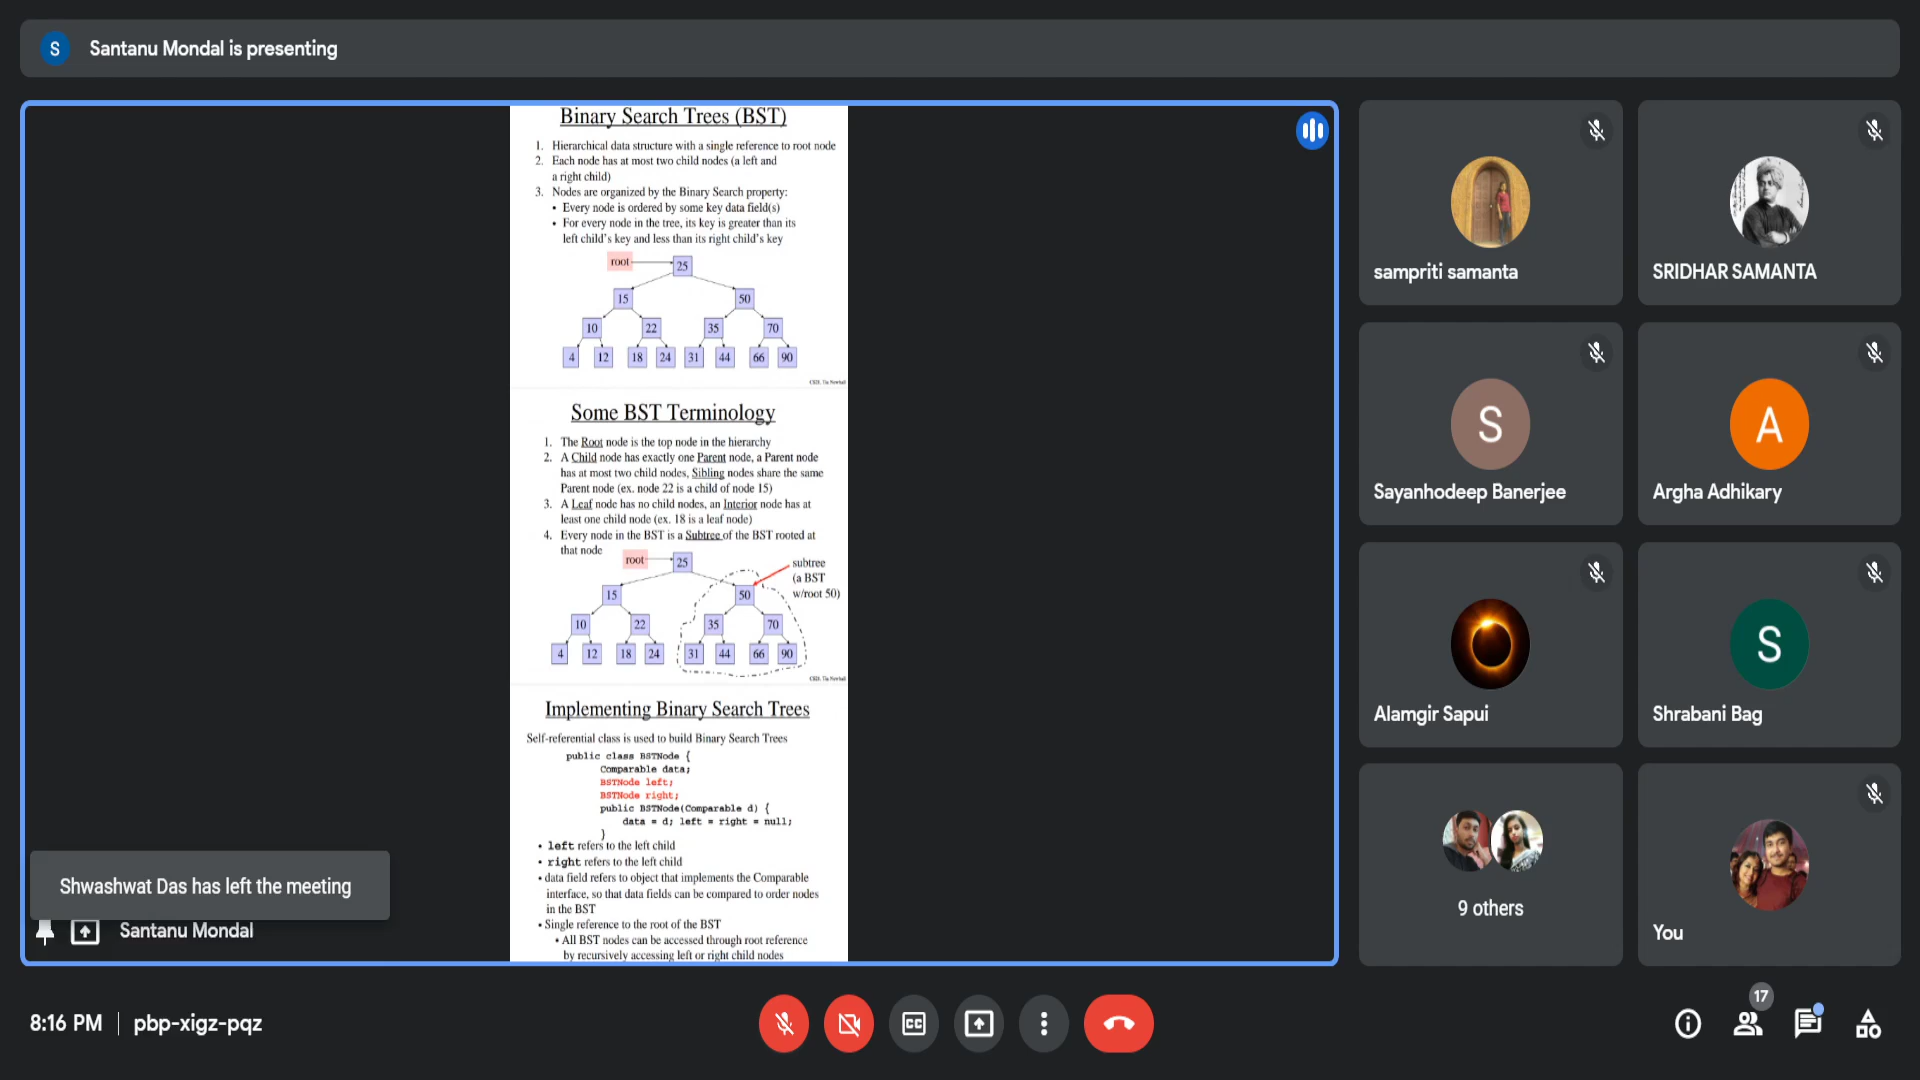 S
Santanu Mondal is presenting
Binary Search Trees (BST)
1. Hierarchical data structure with a single reference to root node
2. Each node has at most two child nodes (a left and
a right child)
3. Nodes are organized by the Binary Search property:
• Every node is ordered by some key data field(s)
• For every node in the tree, its key is greater than its
left child's key and less than its right child's key
root 25
15 50
10 22 35 70
4 12 18 24 31 44 66 90
Some BST Terminology
1. The Root node is the top node in the hierarchy
2. A Child node has exactly one Parent node, a Parent node
has at most two child nodes, Sibling nodes share the same
Parent node (ex. node 22 is a child of node 15)
3. A Leaf node has no child nodes, an Interior node has at
least one child node (ex. 18 is a leaf node)
4. Every node in the BST is a Subtree of the BST rooted at
that node
root 25
subtree
(a BST
w/root 50)
15 50
10 22 35 70
4 12 18 24 31 44 66 90
Implementing Binary Search Trees
Self-referential class is used to build Binary Search Trees
public class BSTNode {
Comparable data;
BSTNode left;
BSTNode right;
public BSTNode(Comparable d) {
data = d; left = right = null;
}
• left refers to the left child
• right refers to the left child
• data field refers to object that implements the Comparable
interface, so that data fields can be compared to order nodes
in the BST
• Single reference to the root of the BST
• All BST nodes can be accessed through root reference
by recursively accessing left or right child nodes
Shwashwat Das has left the meeting
Santanu Mondal
sampriti samanta
SRIDHAR SAMANTA
S
Sayanhodeep Banerjee
A
Argha Adhikary
Alamgir Sapui
S
Shrabani Bag
9 others
You
8:16 PM | pbp-xigz-pqz
CC
17